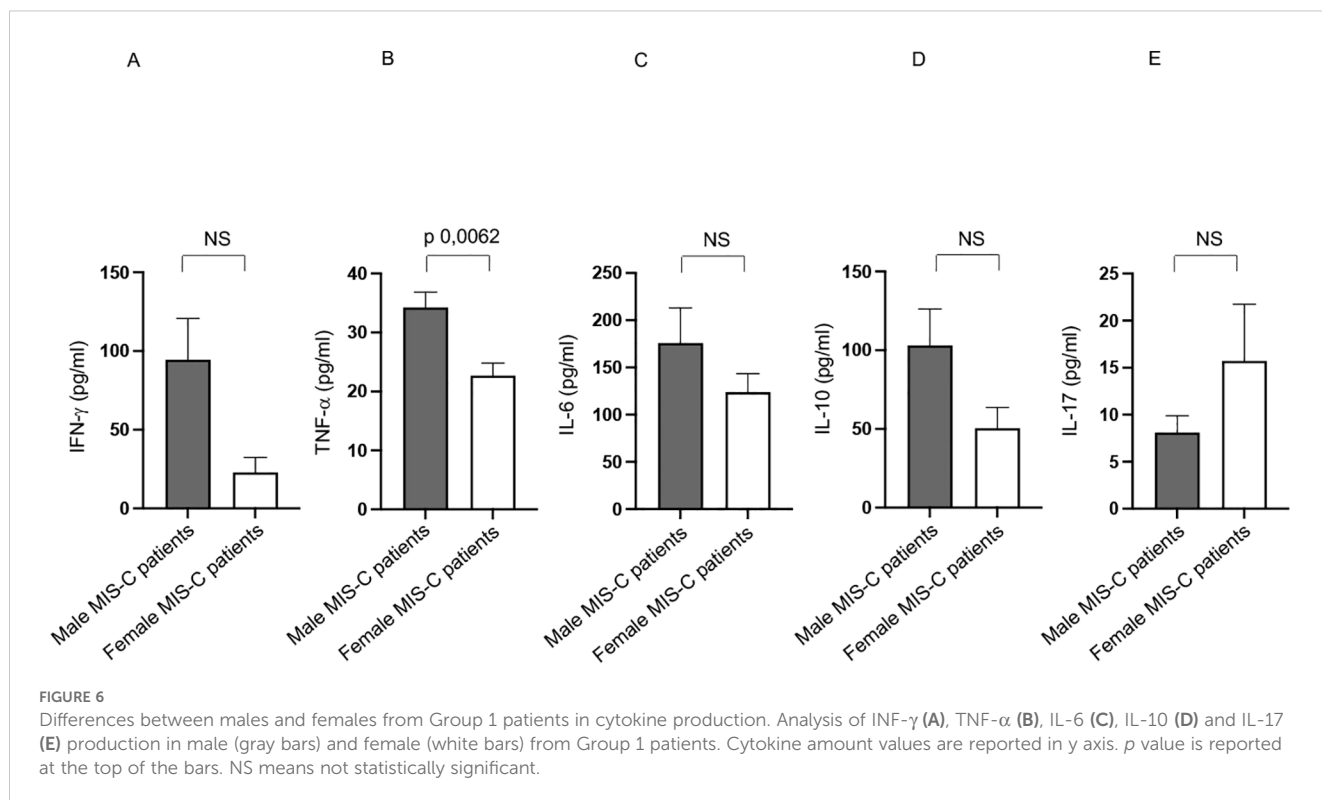 A
B
C
D
E
NS
p 0,0062
NS
NS
NS
IFN-γ (pg/ml)
150
100
50
0
Male MIS-C patients
Female MIS-C patients
TNF-α (pg/ml)
40
30
20
10
0
Male MIS-C patients
Female MIS-C patients
IL-6 (pg/ml)
250
200
150
100
50
0
Male MIS-C patients
Female MIS-C patients
IL-10 (pg/ml)
150
100
50
0
Male MIS-C patients
Female MIS-C patients
IL-17 (pg/ml)
25
20
15
10
5
0
Male MIS-C patients
Female MIS-C patients
FIGURE 6
Differences between males and females from Group 1 patients in cytokine production. Analysis of INF-γ (A), TNF-α (B), IL-6 (C), IL-10 (D) and IL-17
(E) production in male (gray bars) and female (white bars) from Group 1 patients. Cytokine amount values are reported in y axis. p value is reported
at the top of the bars. NS means not statistically significant.